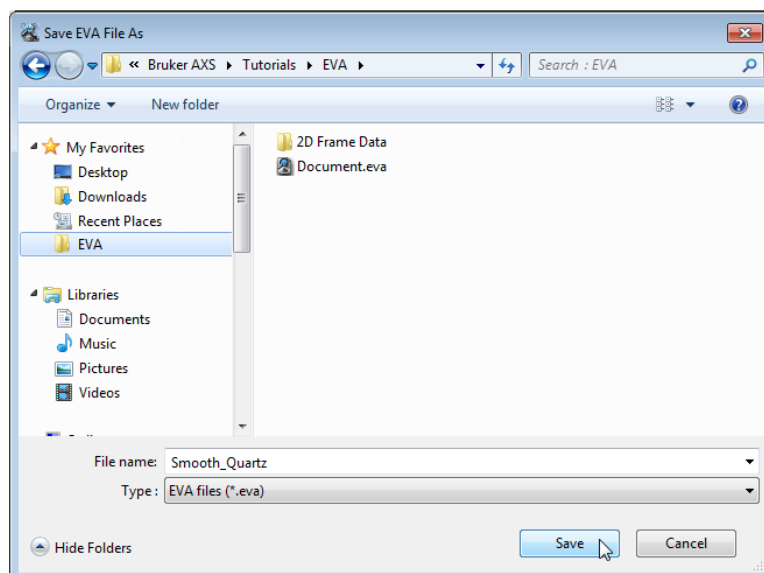 Save EVA File As
« Bruker AXS Tutorials EVA
Search : EVA
Organize New folder
My Favorites
Desktop
Downloads
Recent Places
EVA
Libraries
Documents
Music
Pictures
Videos
2D Frame Data
Document.eva
File name: Smooth_Quartz
Type : EVA files (*.eva)
Hide Folders
Save Cancel